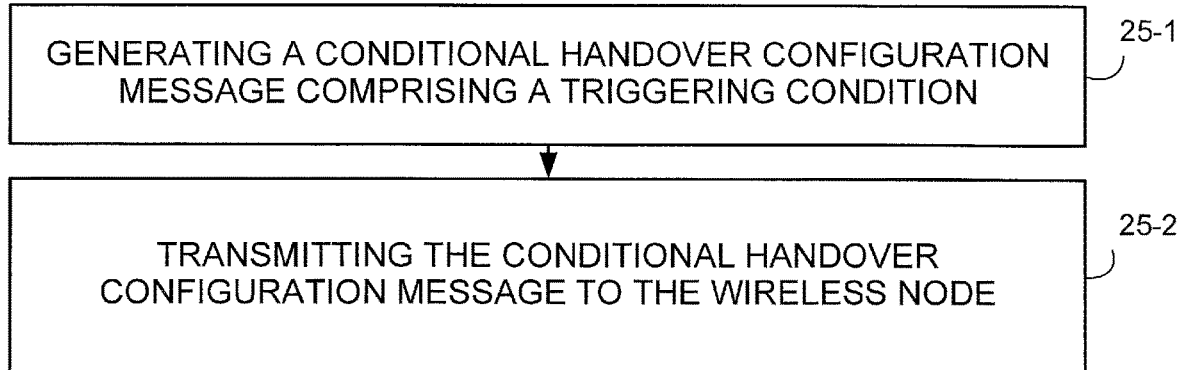 GENERATING A CONDITIONAL HANDOVER CONFIGURATION
MESSAGE COMPRISING A TRIGGERING CONDITION
25-1
TRANSMITTING THE CONDITIONAL HANDOVER
CONFIGURATION MESSAGE TO THE WIRELESS NODE
25-2